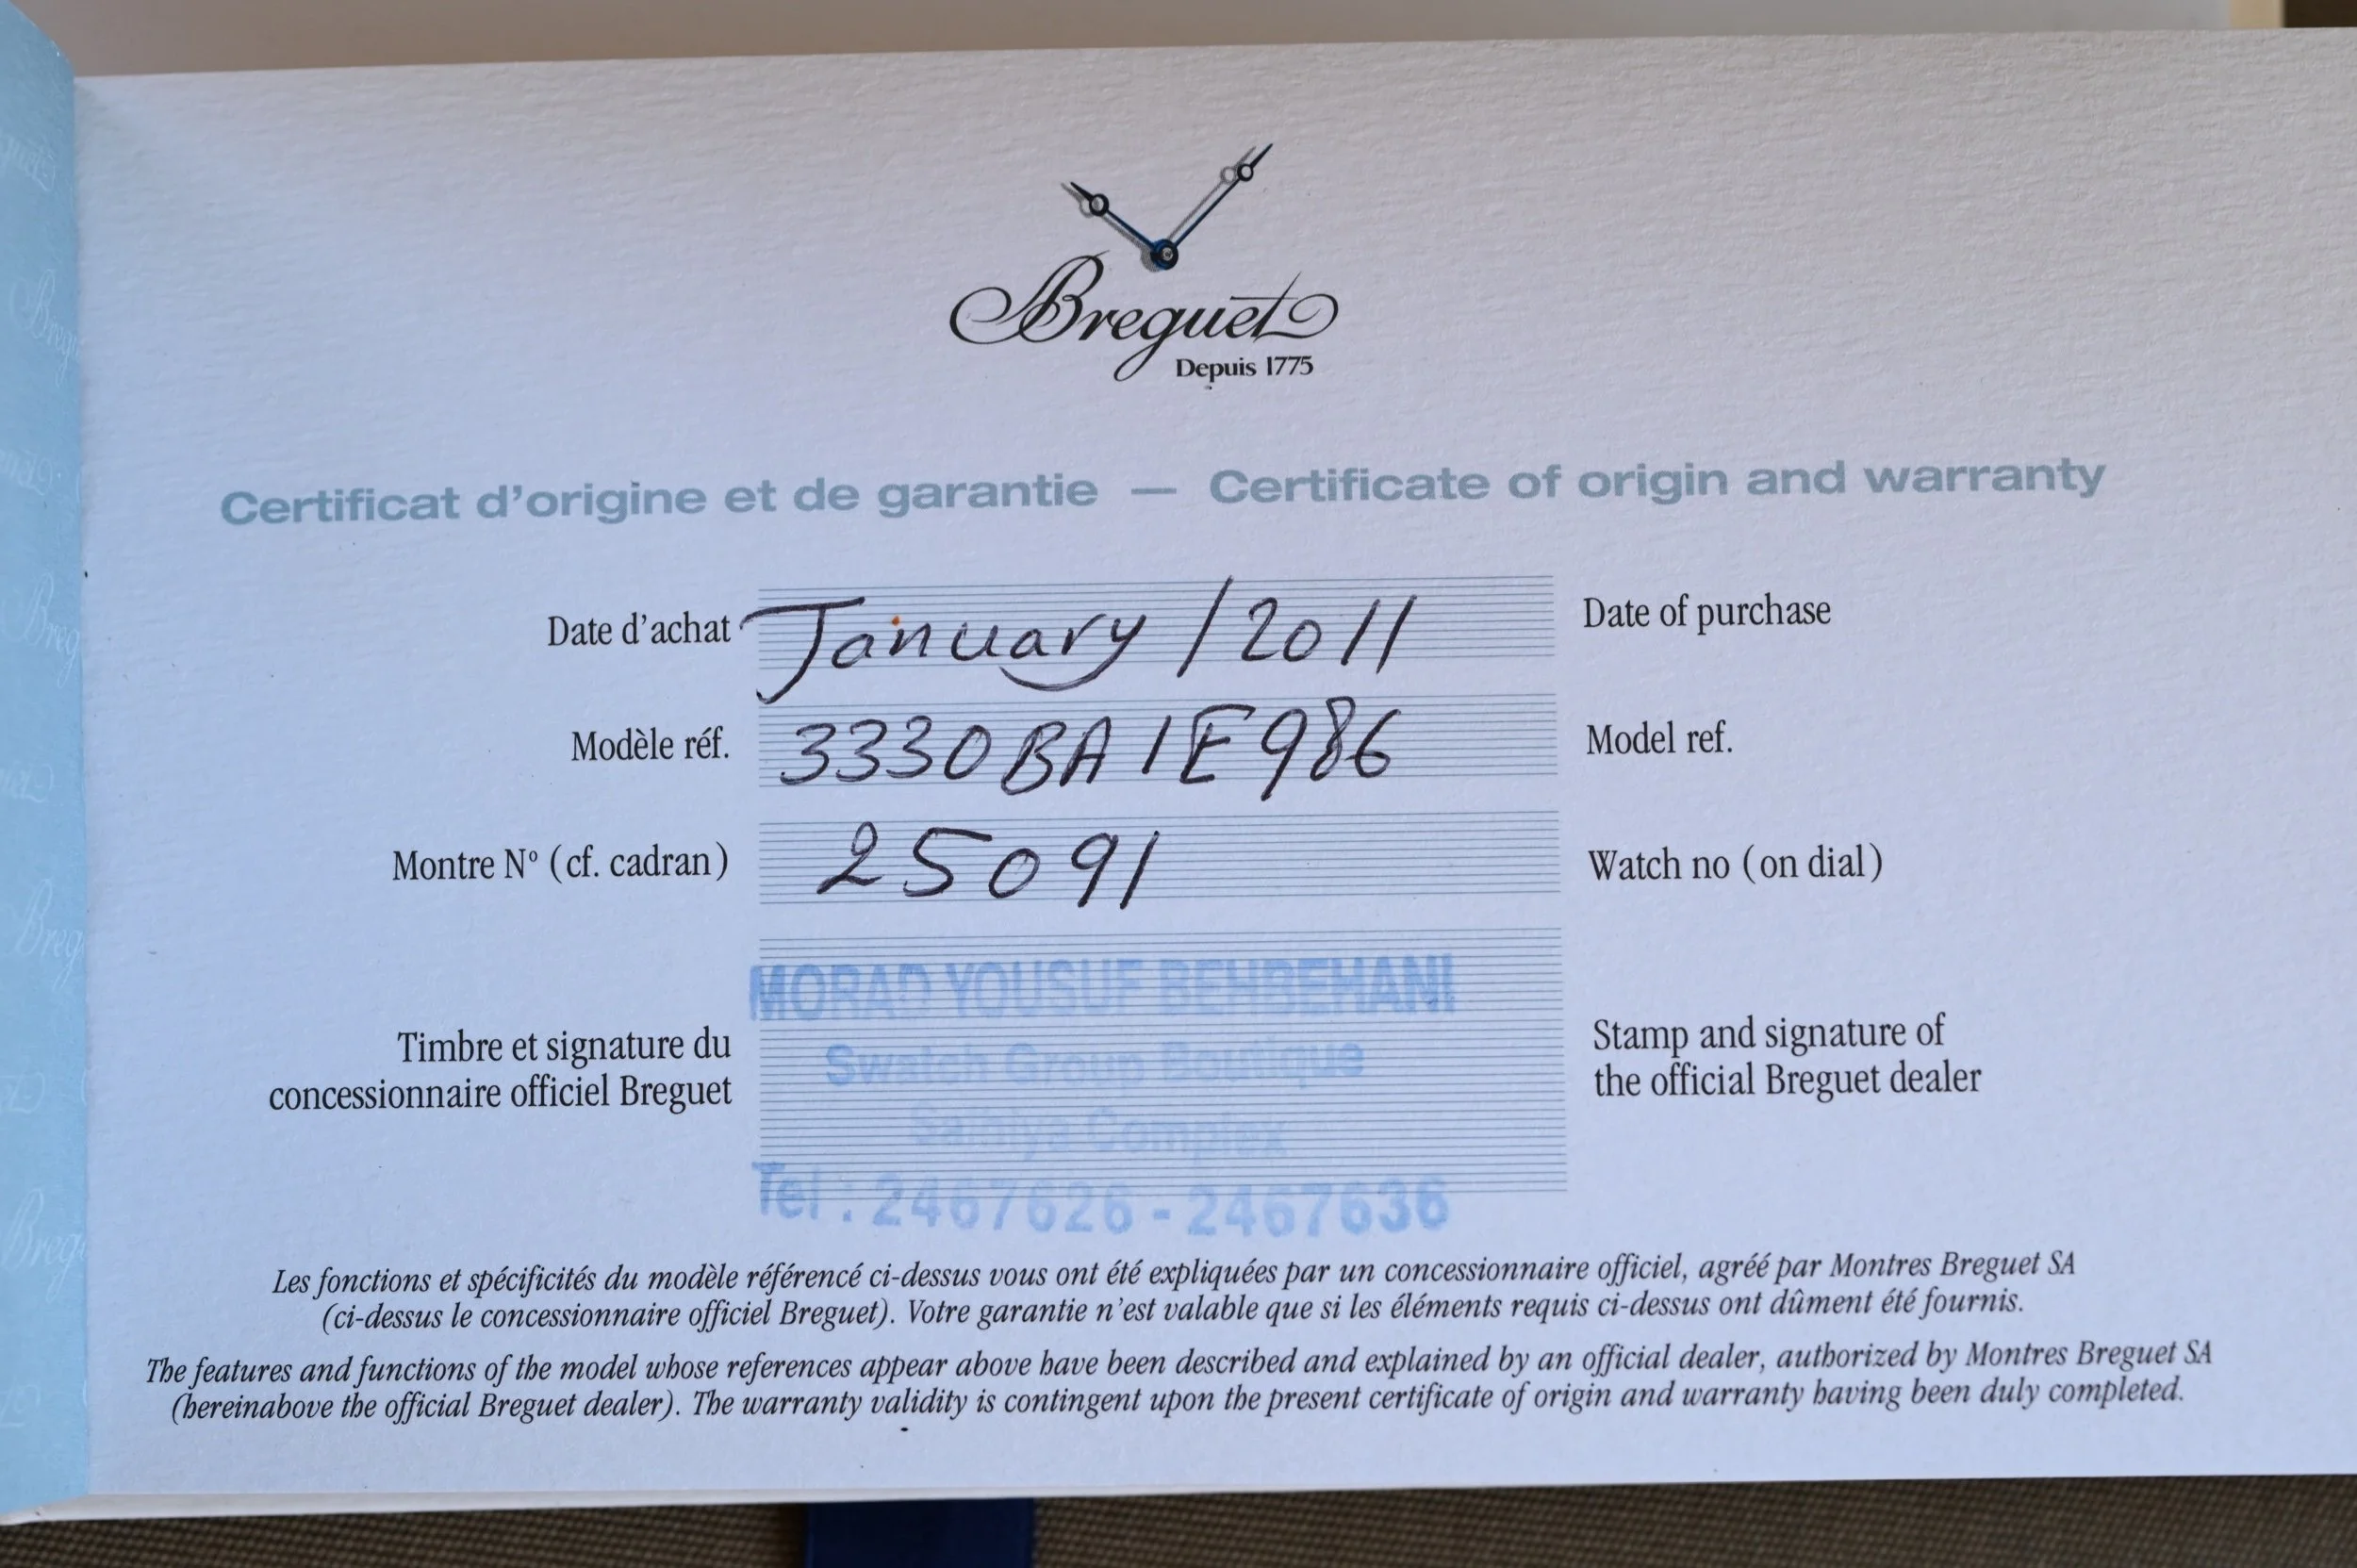 Breguet
Depuis 1775
Certificat d'origine et de garantie — Certificate of origin and warranty
Date d'achat January / 2011 Date of purchase
Modèle réf. 3330BA1E986 Model ref.
Montre N° (cf. cadran) 25091 Watch no (on dial)
MORAD YOUSUF BEHBEHANI
Swatch Group Boutique
Timbre et signature du Stamp and signature of
concessionnaire officiel Breguet the official Breguet dealer
Salhiya Complex
Tel : 2467626 - 2467636
Les fonctions et spécificités du modèle référencé ci-dessus vous ont été expliquées par un concessionnaire officiel, agréé par Montres Breguet SA
(ci-dessus le concessionnaire officiel Breguet). Votre garantie n'est valable que si les éléments requis ci-dessus ont dûment été fournis.
The features and functions of the model whose references appear above have been described and explained by an official dealer, authorized by Montres Breguet SA
(hereinabove the official Breguet dealer). The warranty validity is contingent upon the present certificate of origin and warranty having been duly completed.